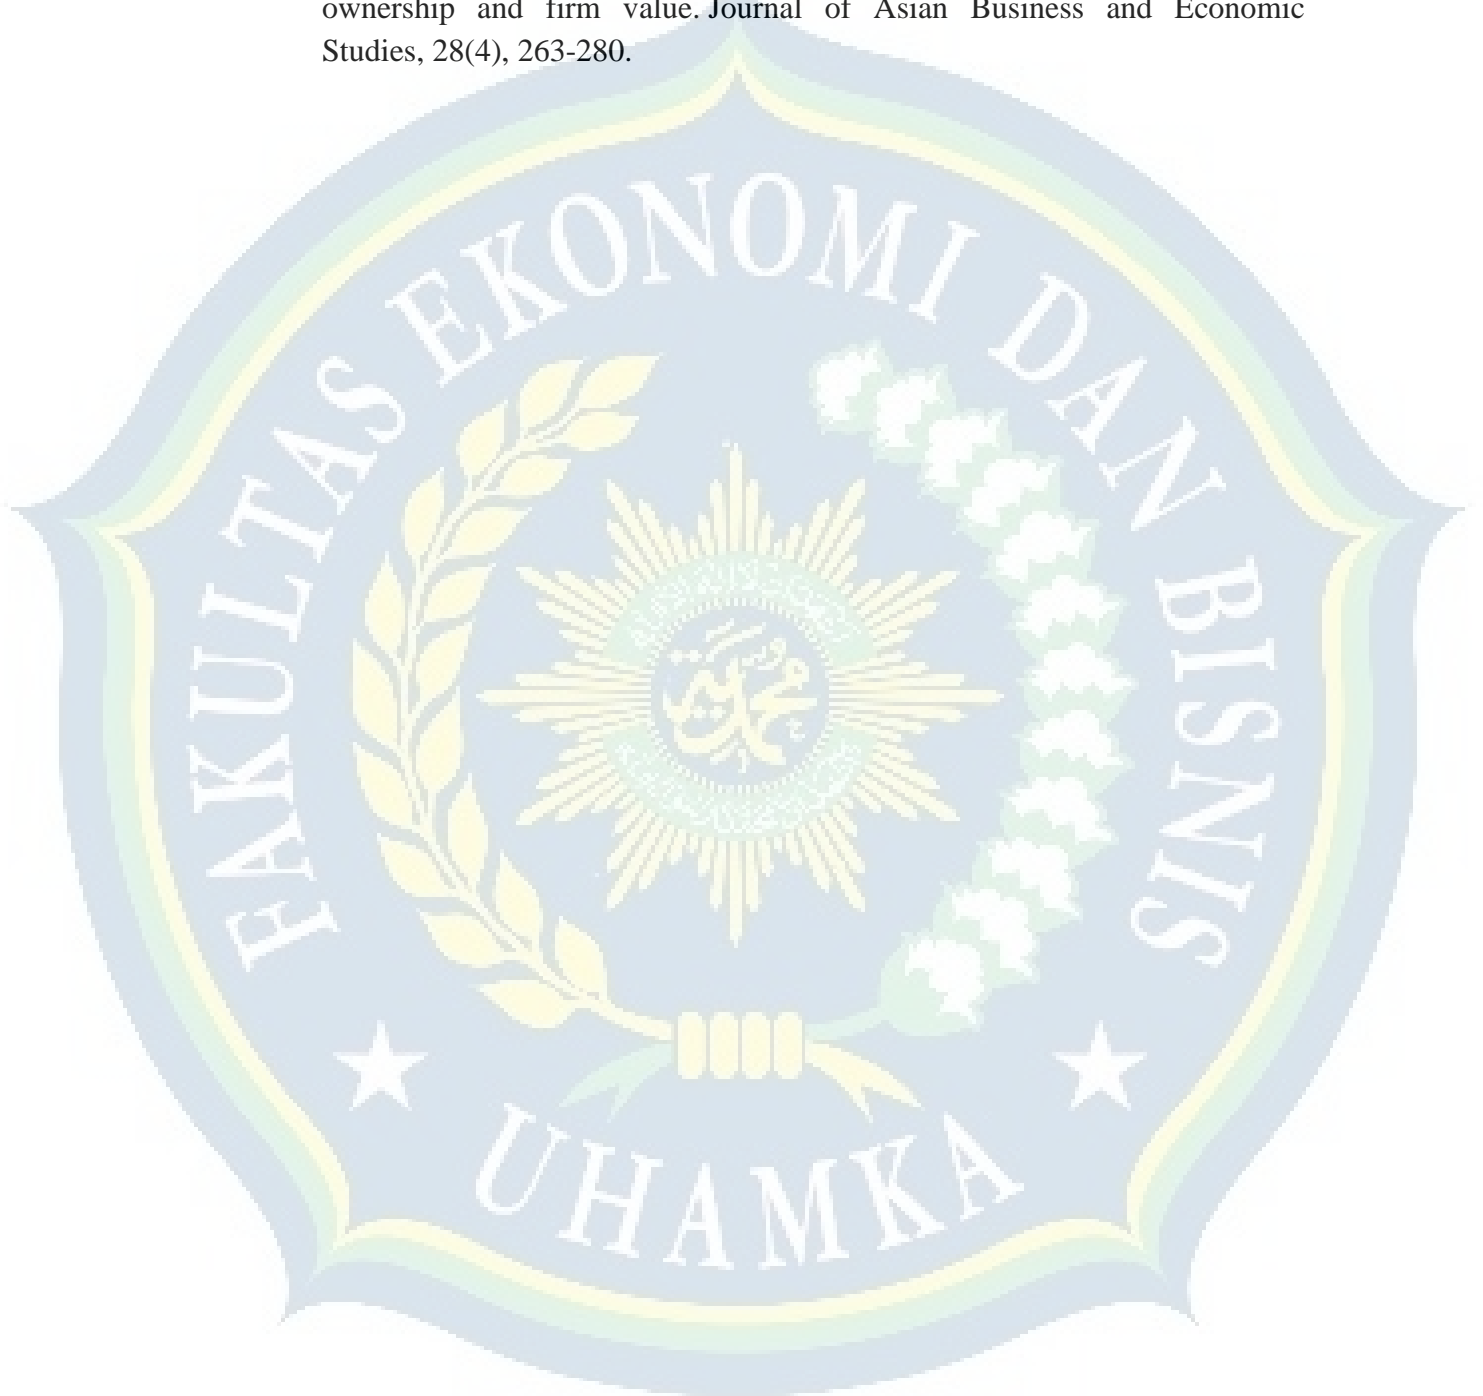 ownership and firm value. Journal of Asian Business and Economic
Studies, 28(4), 263-280.
FAKULTAS EKONOMI DAN BISNIS
محمدية
UHAMKA